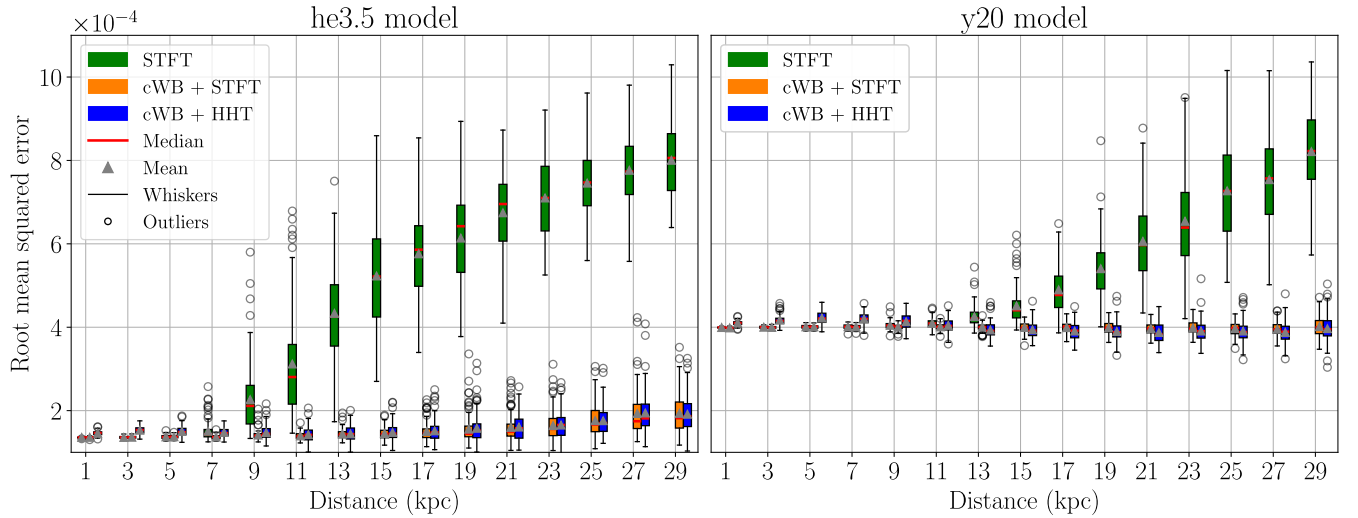 ×10⁻⁴
he3.5 model
y20 model
STFT
cWB + STFT
cWB + HHT
Median
Mean
Whiskers
Outliers
STFT
cWB + STFT
cWB + HHT
Root mean squared error
10
8
6
4
2
1 3 5 7 9 11 13 15 17 19 21 23 25 27 29
1 3 5 7 9 11 13 15 17 19 21 23 25 27 29
Distance (kpc)
Distance (kpc)